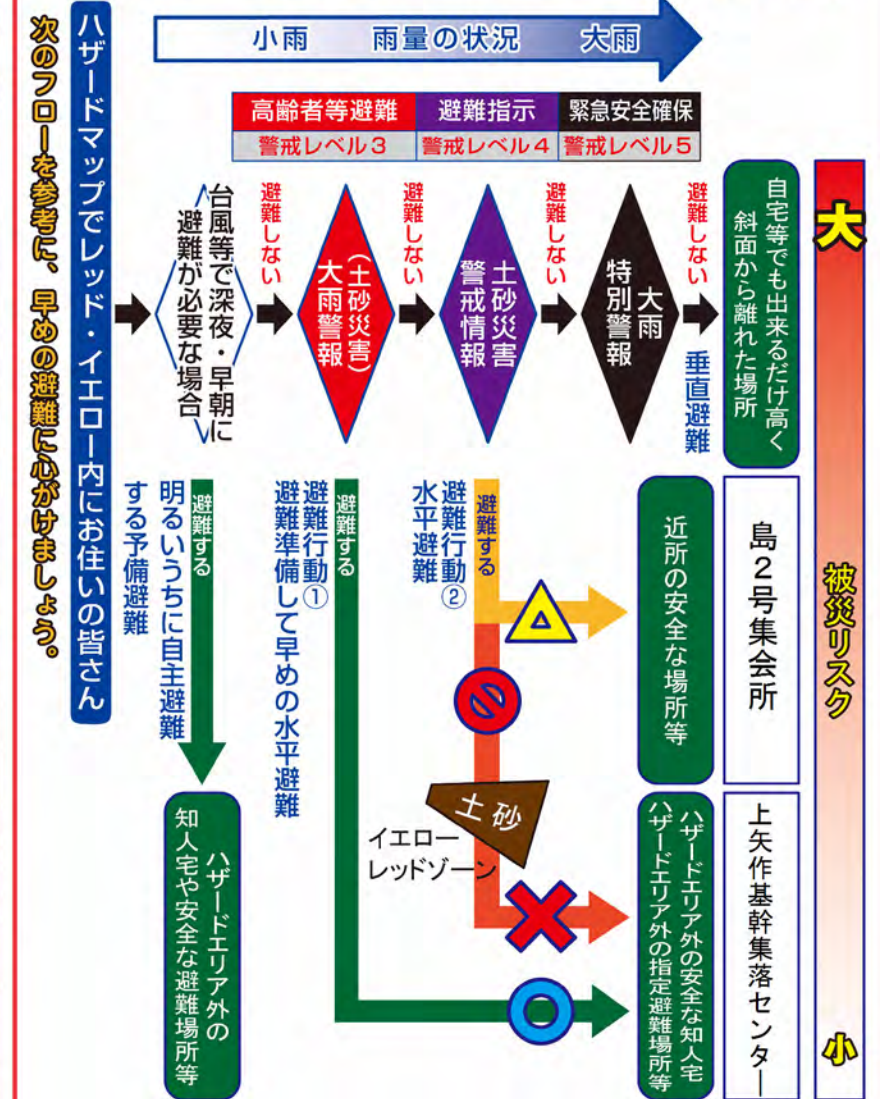 ハザードマップでレッド・イエロー内にお住いの皆さん
次のフローを参考に、早めの避難に心がけましょう。
小雨 雨量の状況 大雨
高齢者等避難 避難指示 緊急安全確保
警戒レベル3 警戒レベル4 警戒レベル5
台風等で深夜・早朝に
避難が必要な場合
避難しない
大雨警報
(土砂災害)
避難しない
土砂災害
警戒情報
避難しない
大雨
特別警報
避難しない
垂直避難
自宅等でも出来るだけ高く
斜面から離れた場所
避難する
明るいうちに自主避難
する予備避難
ハザードエリア外の
知人宅や安全な避難場所等
避難する
避難行動①
避難準備して早めの水平避難
避難する
避難行動②
水平避難
土砂
イエロー
レッドゾーン
近所の安全な場所等
島2号集会所
ハザードエリア外の安全な知人宅
ハザードエリア外の指定避難場所等
上矢作基幹集落センター
大
被災リスク
小